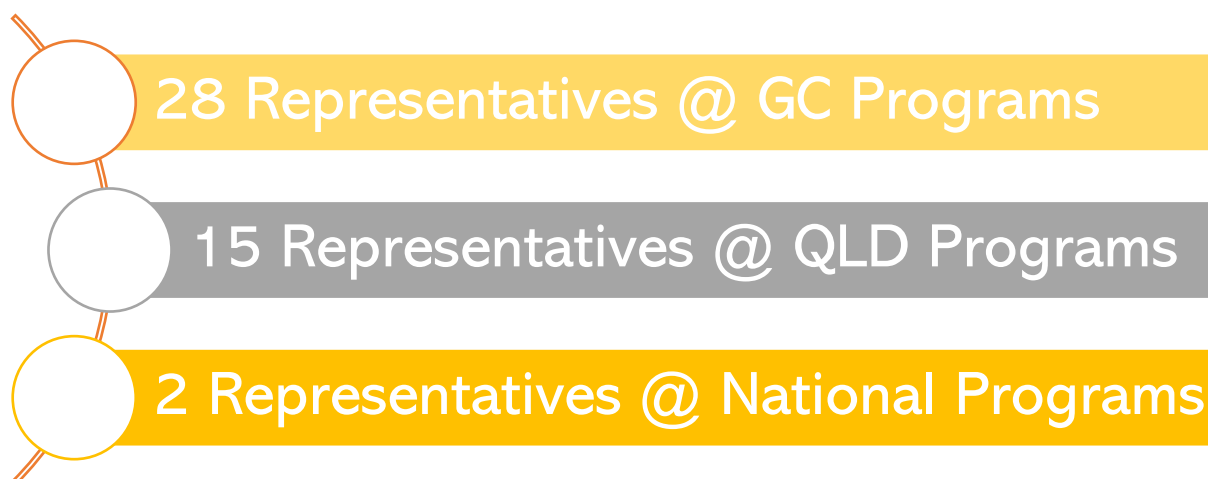 28 Representatives @ GC Programs
15 Representatives @ QLD Programs
2 Representatives @ National Programs